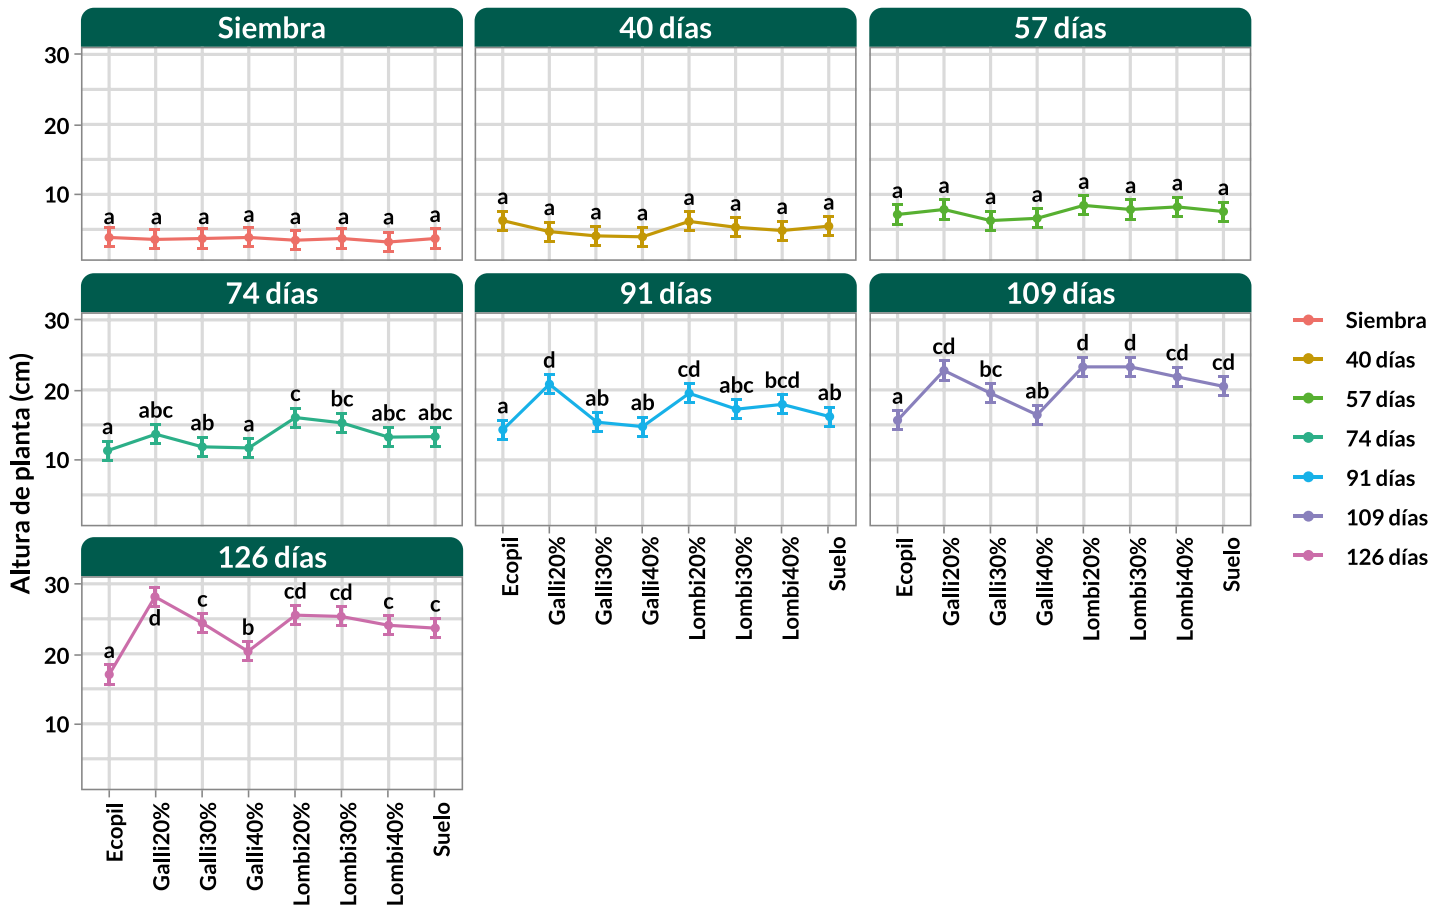 Siembra
40 días
57 días
30
20
10
a a a a a a a a
a a a a a a a a
a a a a a a a a
74 días
91 días
109 días
Altura de planta (cm)
30
20
10
a abc ab a c bc abc abc
a d ab ab cd abc bcd ab
a cd bc ab d d cd cd
Siembra
40 días
57 días
74 días
91 días
109 días
126 días
Ecopil Galli20% Galli30% Galli40% Lombi20% Lombi30% Lombi40% Suelo
Ecopil Galli20% Galli30% Galli40% Lombi20% Lombi30% Lombi40% Suelo
126 días
30
20
10
a d c b cd cd c c
Ecopil Galli20% Galli30% Galli40% Lombi20% Lombi30% Lombi40% Suelo